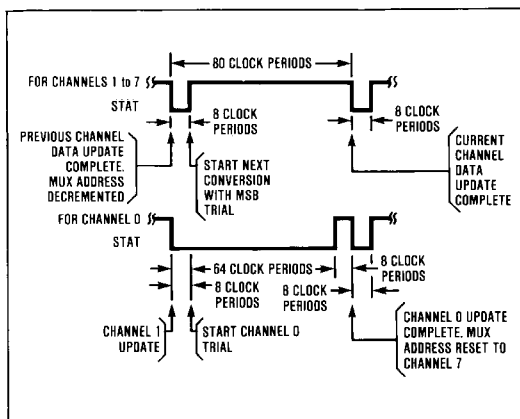 80 CLOCK PERIODS
FOR CHANNELS 1 to 7
STAT
8 CLOCK
PERIODS
8 CLOCK
PERIODS
PREVIOUS CHANNEL
DATA UPDATE
COMPLETE.
MUX ADDRESS
DECREMENTED
START NEXT
CONVERSION
WITH MSB
TRIAL
CURRENT
CHANNEL
DATA
UPDATE
COMPLETE
FOR CHANNEL 0
STAT
64 CLOCK PERIODS
8 CLOCK
PERIODS
8 CLOCK
PERIODS
8 CLOCK
PERIODS
CHANNEL 1
UPDATE
START CHANNEL 0
TRIAL
CHANNEL 0 UPDATE
COMPLETE. MUX
ADDRESS RESET TO
CHANNEL 7